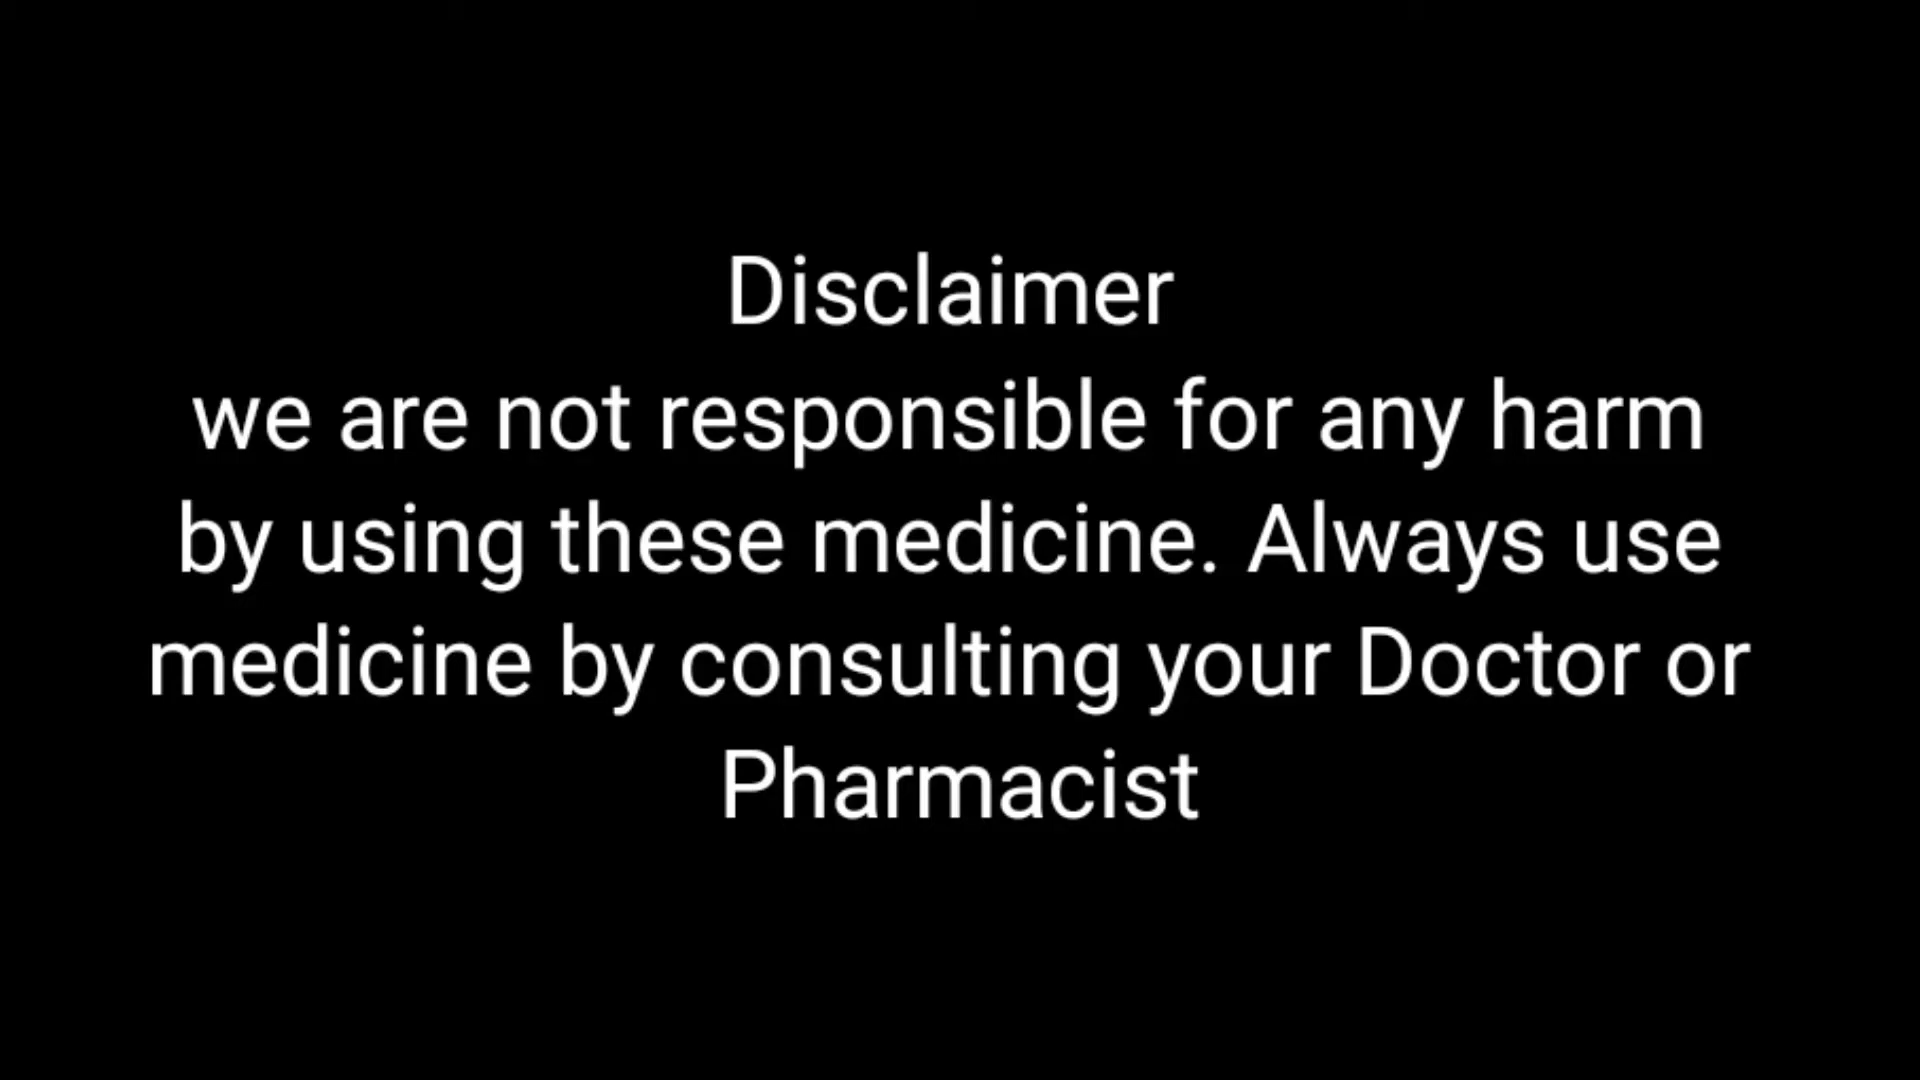 Disclaimer
we are not responsible for any harm
by using these medicine. Always use
medicine by consulting your Doctor or
Pharmacist